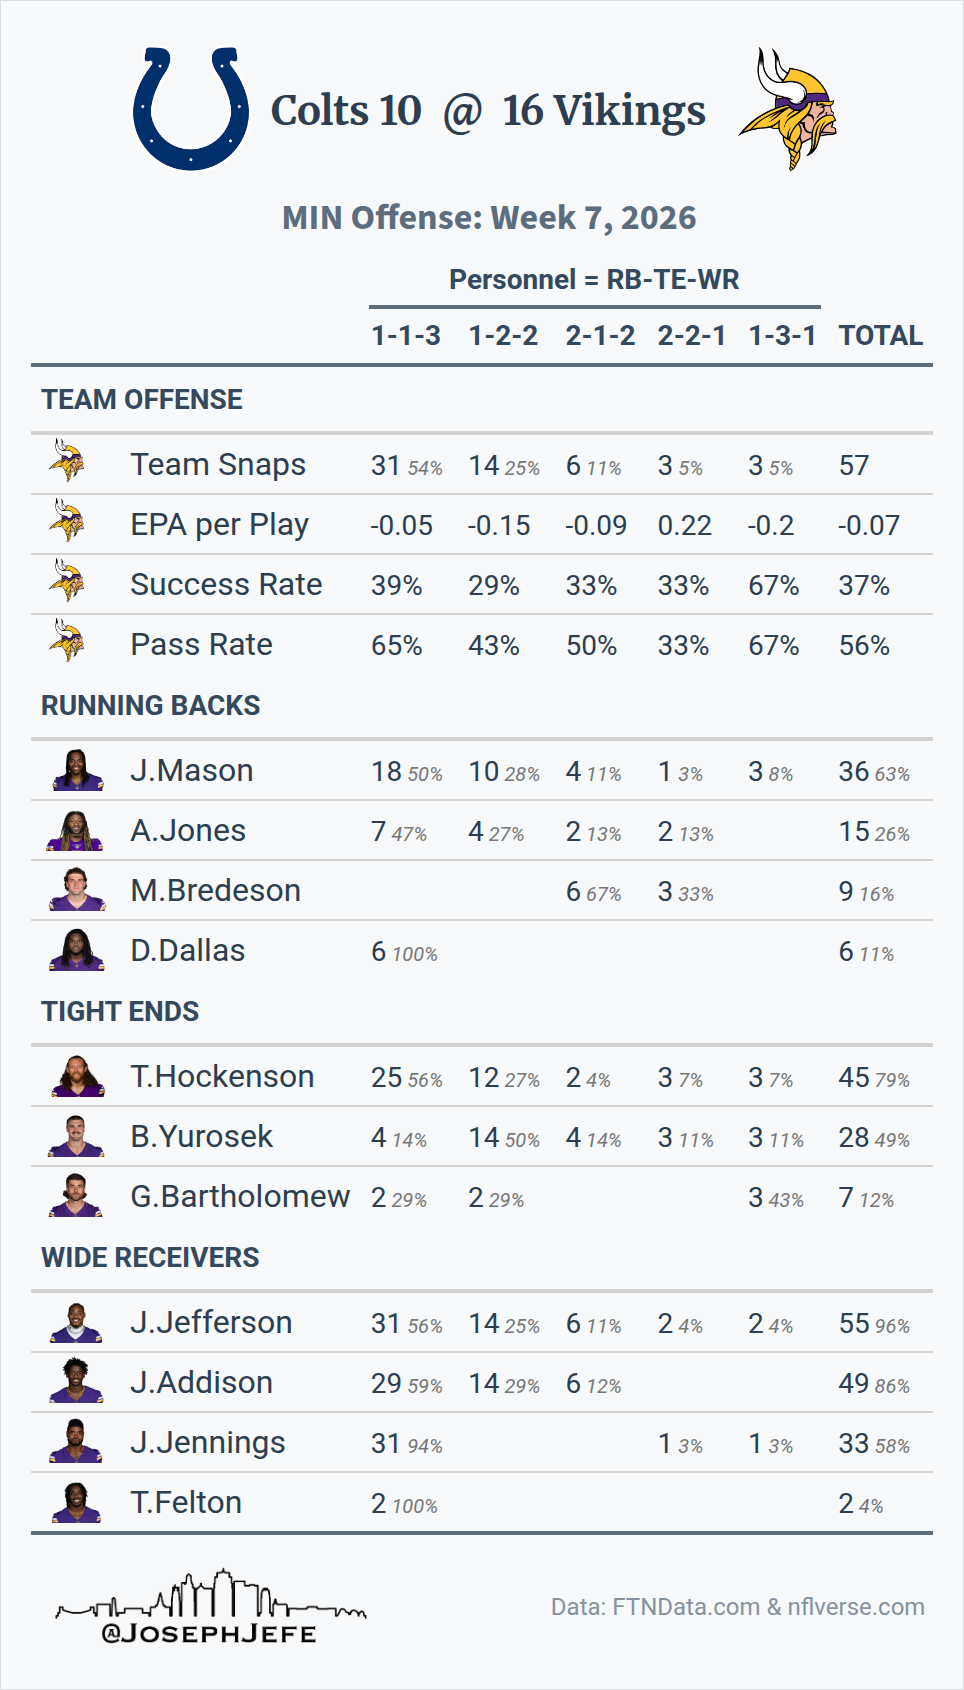 Colts 10 @ 16 Vikings
MIN Offense: Week 7, 2026
Personnel = RB-TE-WR
1-1-3 1-2-2 2-1-2 2-2-1 1-3-1 TOTAL
TEAM OFFENSE
Team Snaps 31 54% 14 25% 6 11% 3 5% 3 5% 57
EPA per Play -0.05 -0.15 -0.09 0.22 -0.2 -0.07
Success Rate 39% 29% 33% 33% 67% 37%
Pass Rate 65% 43% 50% 33% 67% 56%
RUNNING BACKS
J.Mason 18 50% 10 28% 4 11% 1 3% 3 8% 36 63%
A.Jones 7 47% 4 27% 2 13% 2 13% 15 26%
M.Bredeson 6 67% 3 33% 9 16%
D.Dallas 6 100% 6 11%
TIGHT ENDS
T.Hockenson 25 56% 12 27% 2 4% 3 7% 3 7% 45 79%
B.Yurosek 4 14% 14 50% 4 14% 3 11% 3 11% 28 49%
G.Bartholomew 2 29% 2 29% 3 43% 7 12%
WIDE RECEIVERS
J.Jefferson 31 56% 14 25% 6 11% 2 4% 2 4% 55 96%
J.Addison 29 59% 14 29% 6 12% 49 86%
J.Jennings 31 94% 1 3% 1 3% 33 58%
T.Felton 2 100% 2 4%
@JosephJefe
Data: FTNData.com & nflverse.com